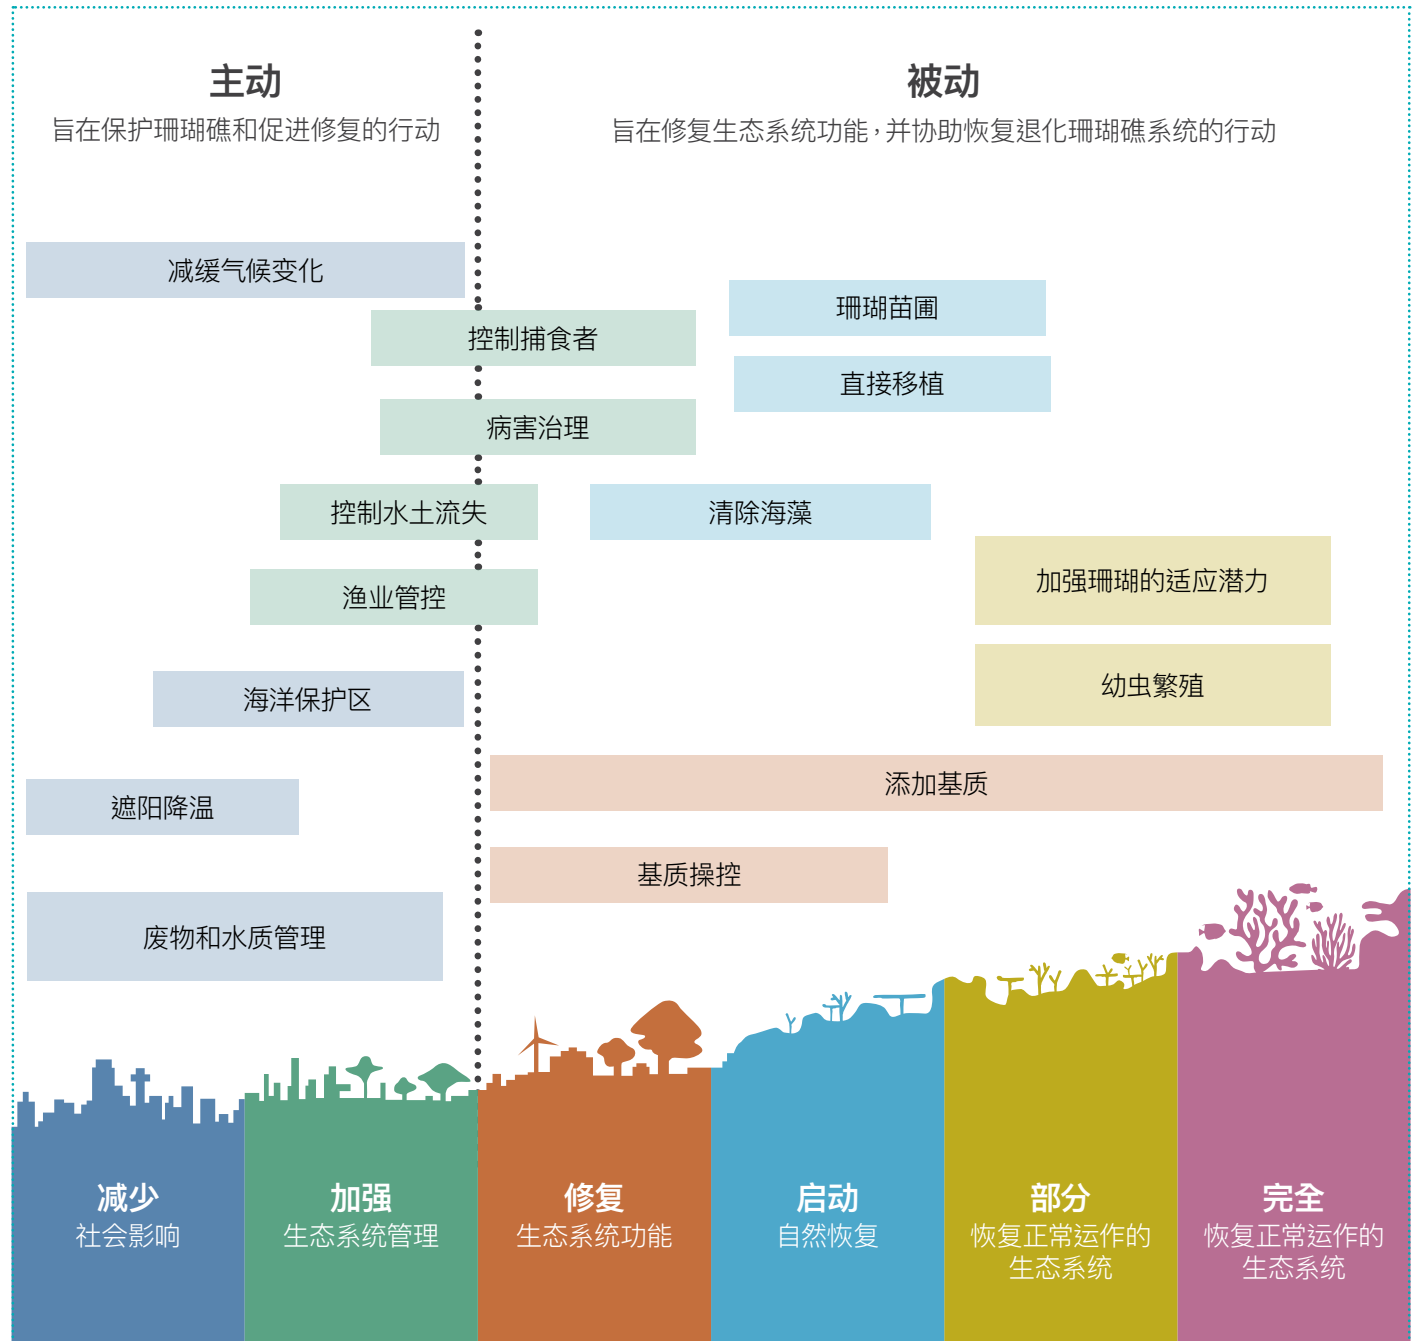 主动
旨在保护珊瑚礁和促进修复的行动
被动
旨在修复生态系统功能，并协助恢复退化珊瑚礁系统的行动
减缓气候变化
珊瑚苗圃
控制捕食者
直接移植
病害治理
控制水土流失
清除海藻
加强珊瑚的适应潜力
渔业管控
幼虫繁殖
海洋保护区
添加基质
遮阳降温
基质操控
废物和水质管理
减少
社会影响
加强
生态系统管理
修复
生态系统功能
启动
自然恢复
部分
恢复正常运作的
生态系统
完全
恢复正常运作的
生态系统